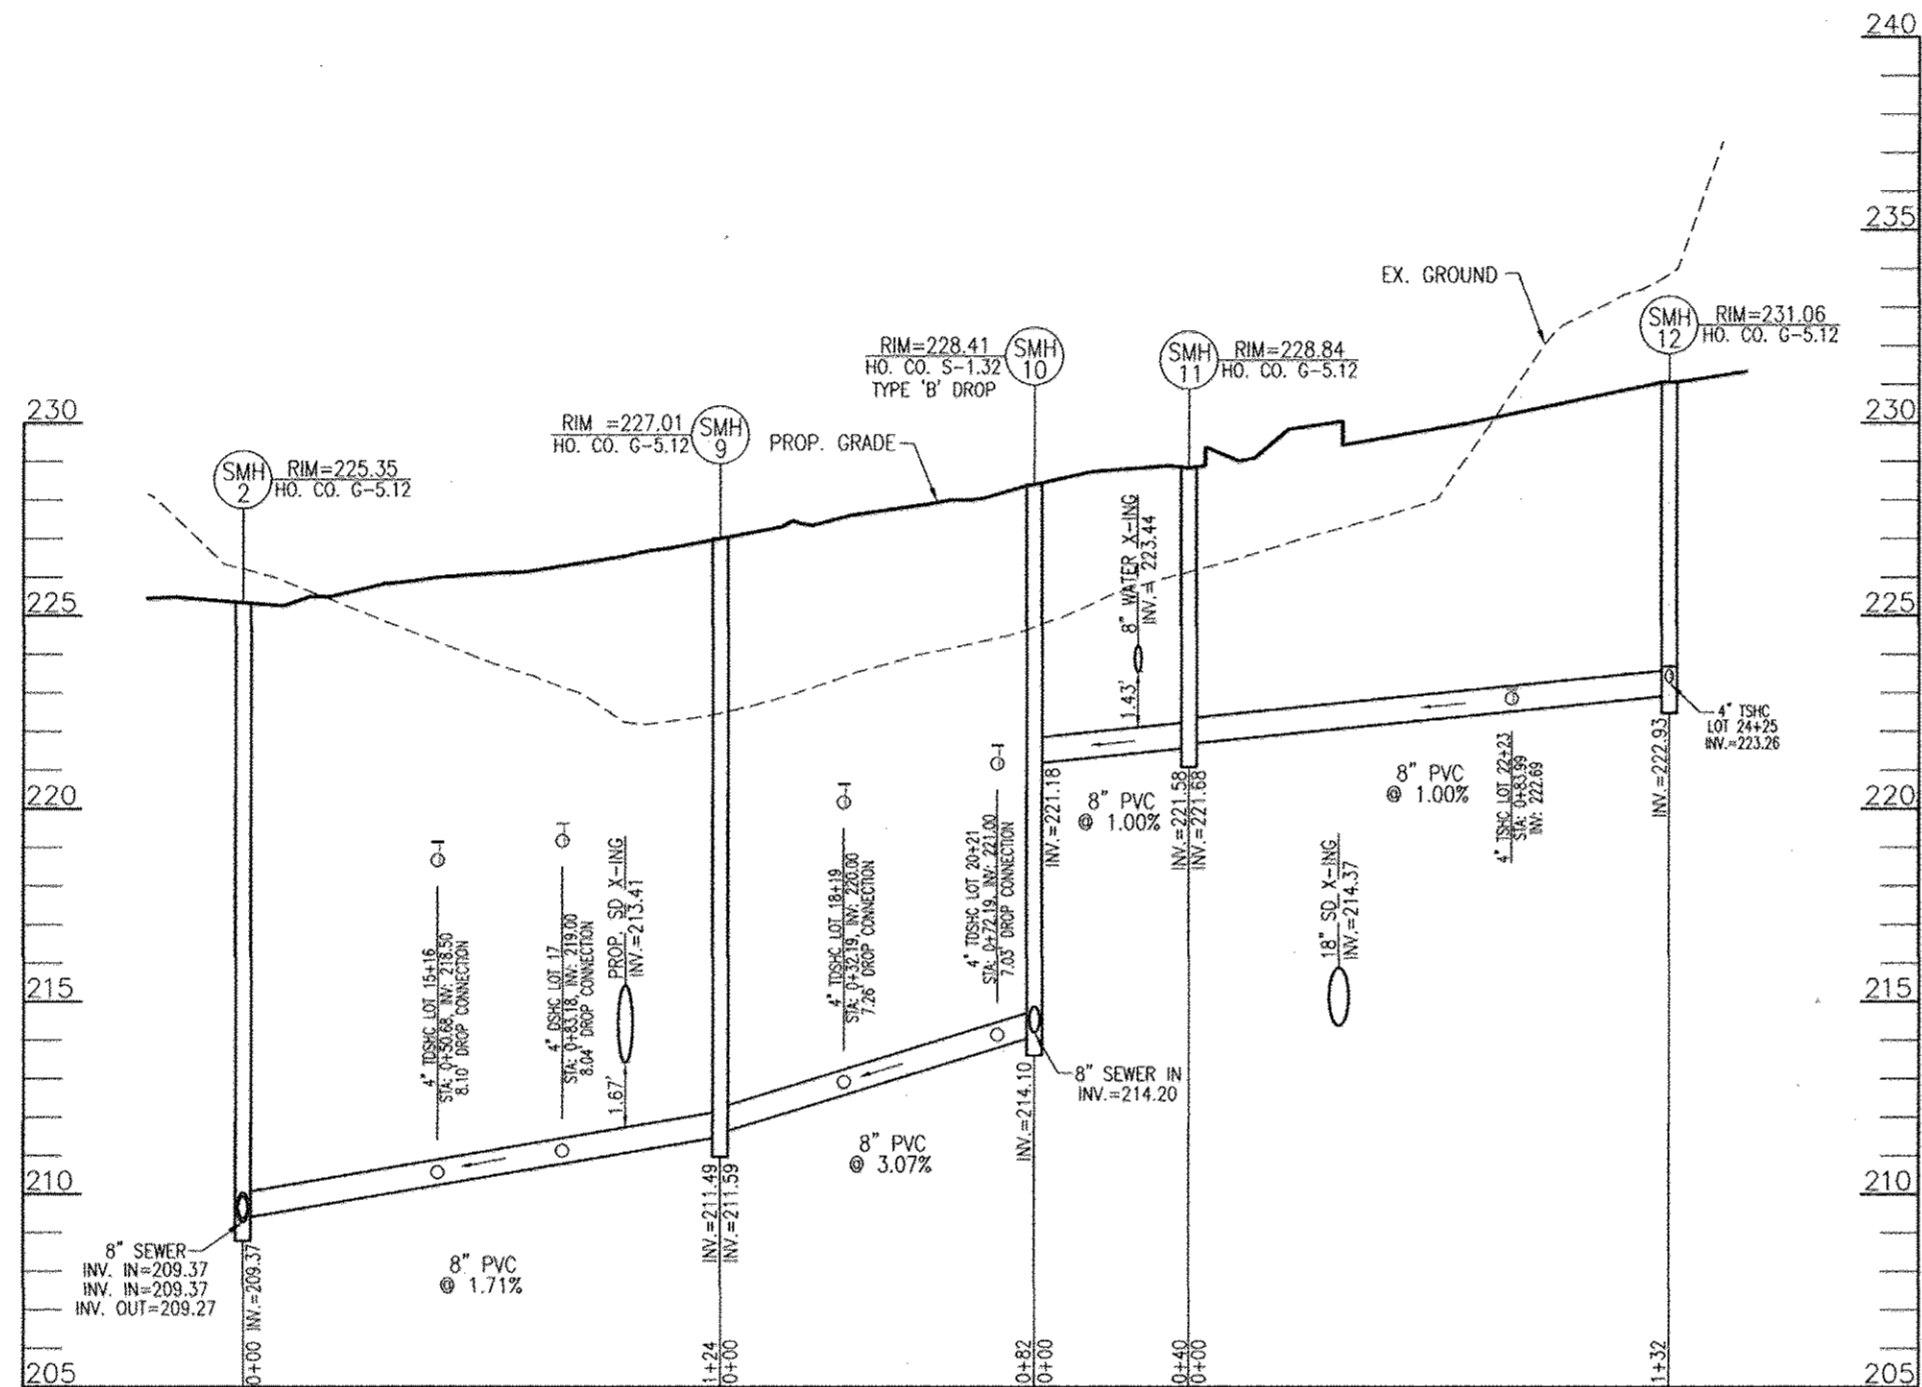 240
235
230
225
220
215
210
205
230
225
220
215
210
205
EX. GROUND
PROP. GRADE
SMH
2
RIM=225.35
HO. CO. G-5.12
RIM =227.01
HO. CO. G-5.12
SMH
9
RIM=228.41
HO. CO. S-1.32
TYPE 'B' DROP
SMH
10
SMH
11
RIM=228.84
HO. CO. G-5.12
SMH
12
RIM=231.06
HO. CO. G-5.12
4" TDSHC LOT 15+16
STA: 0+50.68, INV: 218.50
8.10' DROP CONNECTION
4" DSHC LOT 17
STA: 0+83.18, INV: 219.00
8.04' DROP CONNECTION
PROP. SD X-ING
INV.=213.41
1.67'
4" TDSHC LOT 18+19
STA: 0+32.19, INV: 220.00
7.26' DROP CONNECTION
4" TDSHC LOT 20+21
STA: 0+72.19, INV: 221.00
7.03' DROP CONNECTION
8" WATER X-ING
INV.= 223.44
1.43'
INV.=221.18
8" PVC
@ 1.00%
INV.=221.58
INV.=221.68
8" PVC
@ 1.00%
4" TSHC LOT 22+23
STA: 0+83.99
INV: 222.69
INV.=222.93
4" TSHC
LOT 24+25
INV.=223.26
18" SD X-ING
INV.=214.37
8" SEWER IN
INV.=214.20
INV.=214.10
8" PVC
@ 3.07%
INV.=211.49
INV.=211.59
8" PVC
@ 1.71%
8" SEWER
INV. IN=209.37
INV. IN=209.37
INV. OUT=209.27
INV.=209.37
0+00
1+24
0+00
0+82
0+00
0+40
0+00
1+32